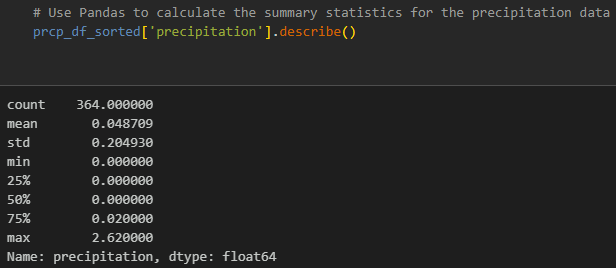 # Use Pandas to calculate the summary statistics for the precipitation data
prcp_df_sorted['precipitation'].describe()
count    364.000000
mean       0.048709
std        0.204930
min        0.000000
25%        0.000000
50%        0.000000
75%        0.020000
max        2.620000
Name: precipitation, dtype: float64